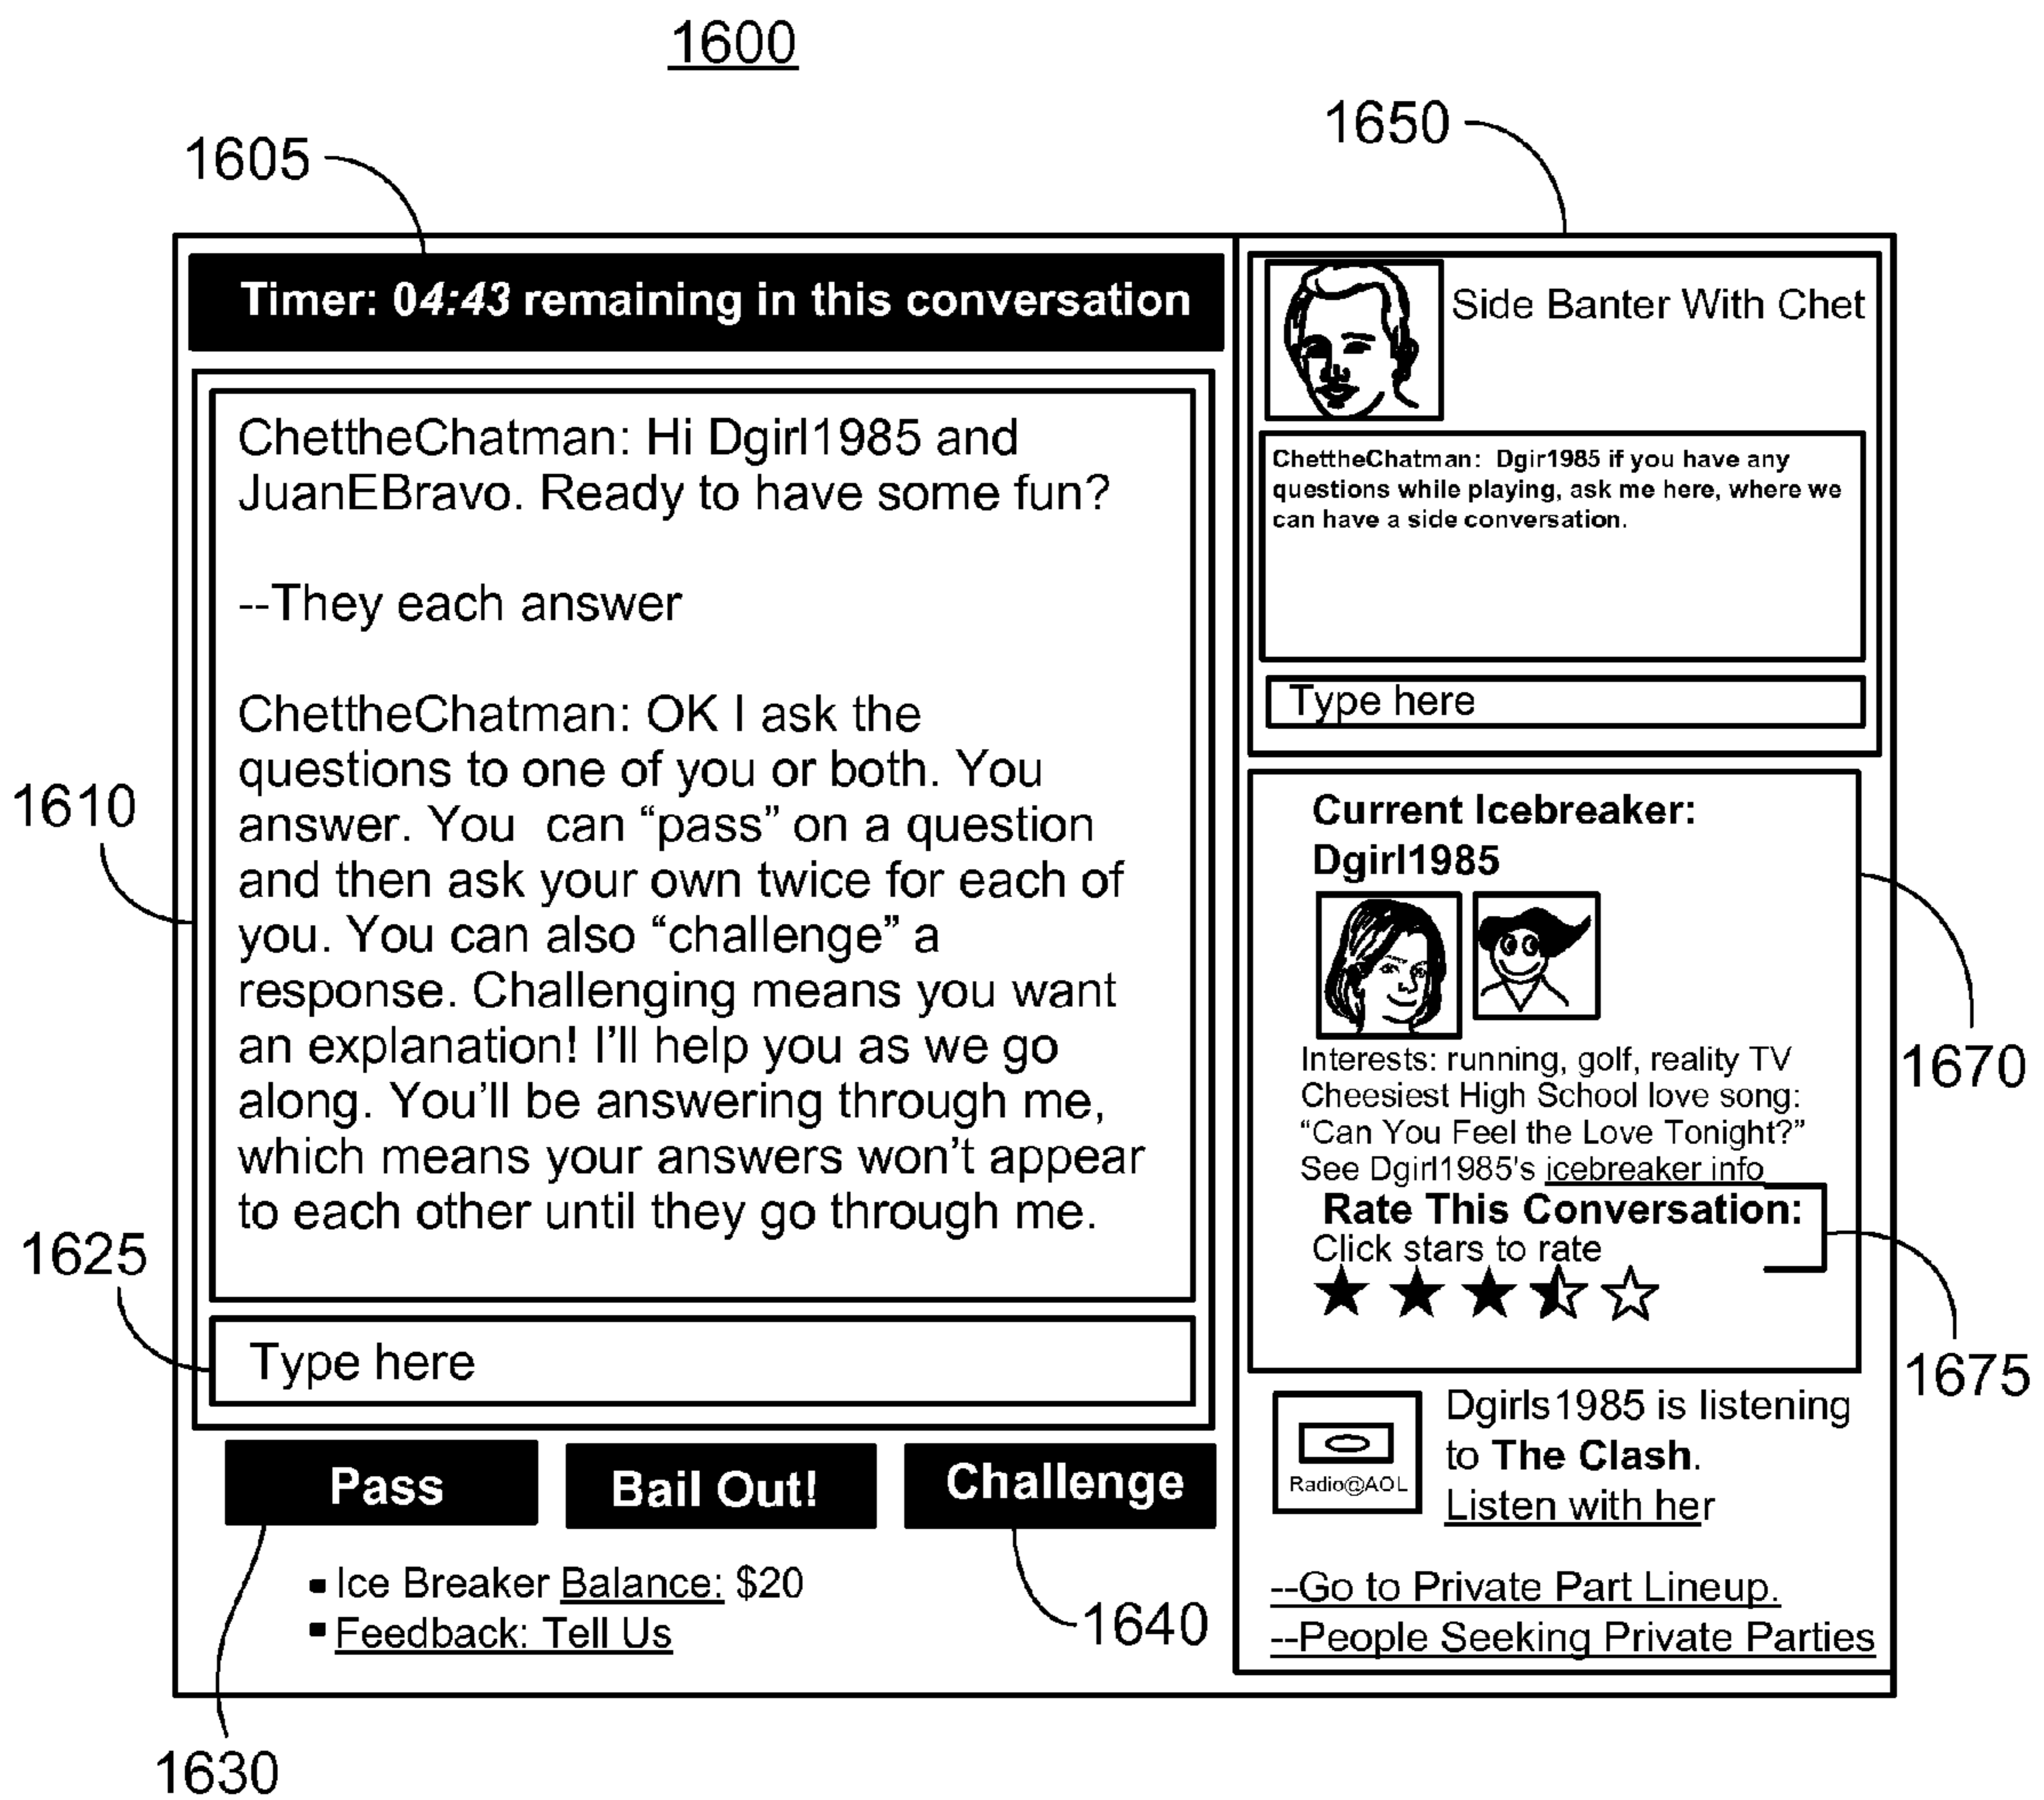 1600
1605
1650
Timer: 04:43 remaining in this conversation
ChettheChatman: Hi Dgirl1985 and
JuanEBravo. Ready to have some fun?
--They each answer
ChettheChatman: OK I ask the
questions to one of you or both. You
answer. You can “pass” on a question
and then ask your own twice for each of
you. You can also “challenge” a
response. Challenging means you want
an explanation! I’ll help you as we go
along. You’ll be answering through me,
which means your answers won’t appear
to each other until they go through me.
1610
1625
Type here
Pass
Bail Out!
Challenge
▪ Ice Breaker Balance: $20
▪ Feedback: Tell Us
1630
1640
Side Banter With Chet
ChettheChatman: Dgir1985 if you have any
questions while playing, ask me here, where we
can have a side conversation.
Type here
Current Icebreaker:
Dgirl1985
Interests: running, golf, reality TV
Cheesiest High School love song:
“Can You Feel the Love Tonight?”
See Dgirl1985's icebreaker info
Rate This Conversation:
Click stars to rate
1670
1675
Radio@AOL
Dgirls1985 is listening
to The Clash.
Listen with her
--Go to Private Part Lineup.
--People Seeking Private Parties